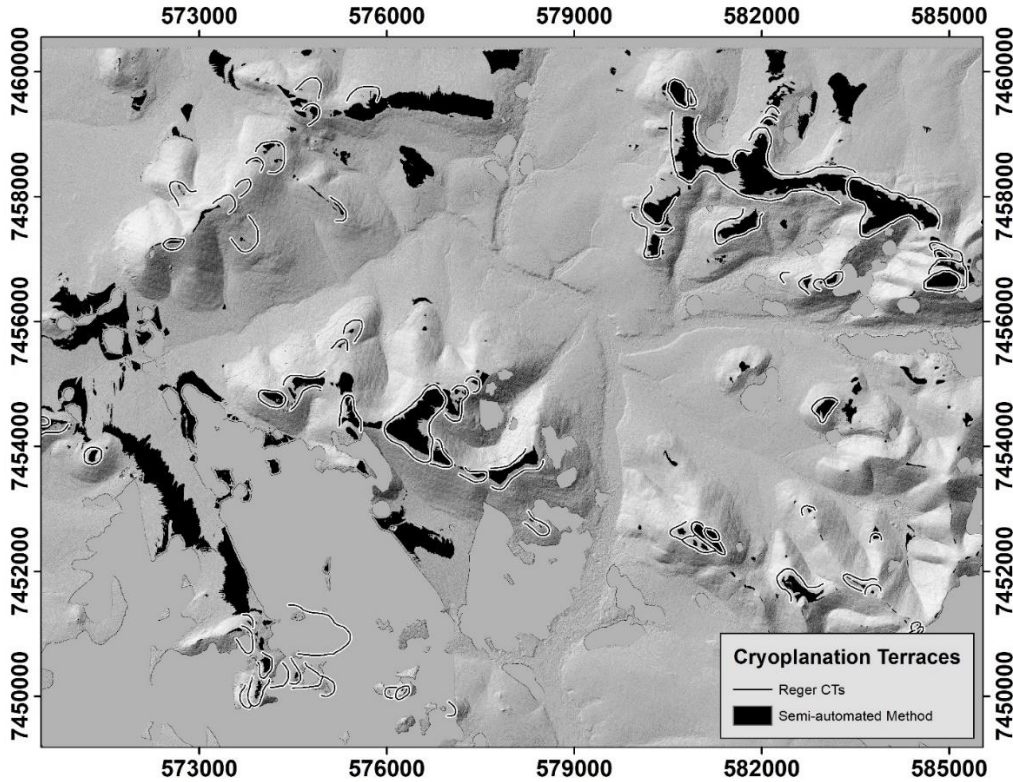 573000 576000 579000 582000 585000
7460000 7460000
7458000 7458000
7456000 7456000
7454000 7454000
7452000 7452000
Cryoplanation Terraces
Reger CTs
7450000 7450000
Semi-automated Method
573000 576000 579000 582000 585000